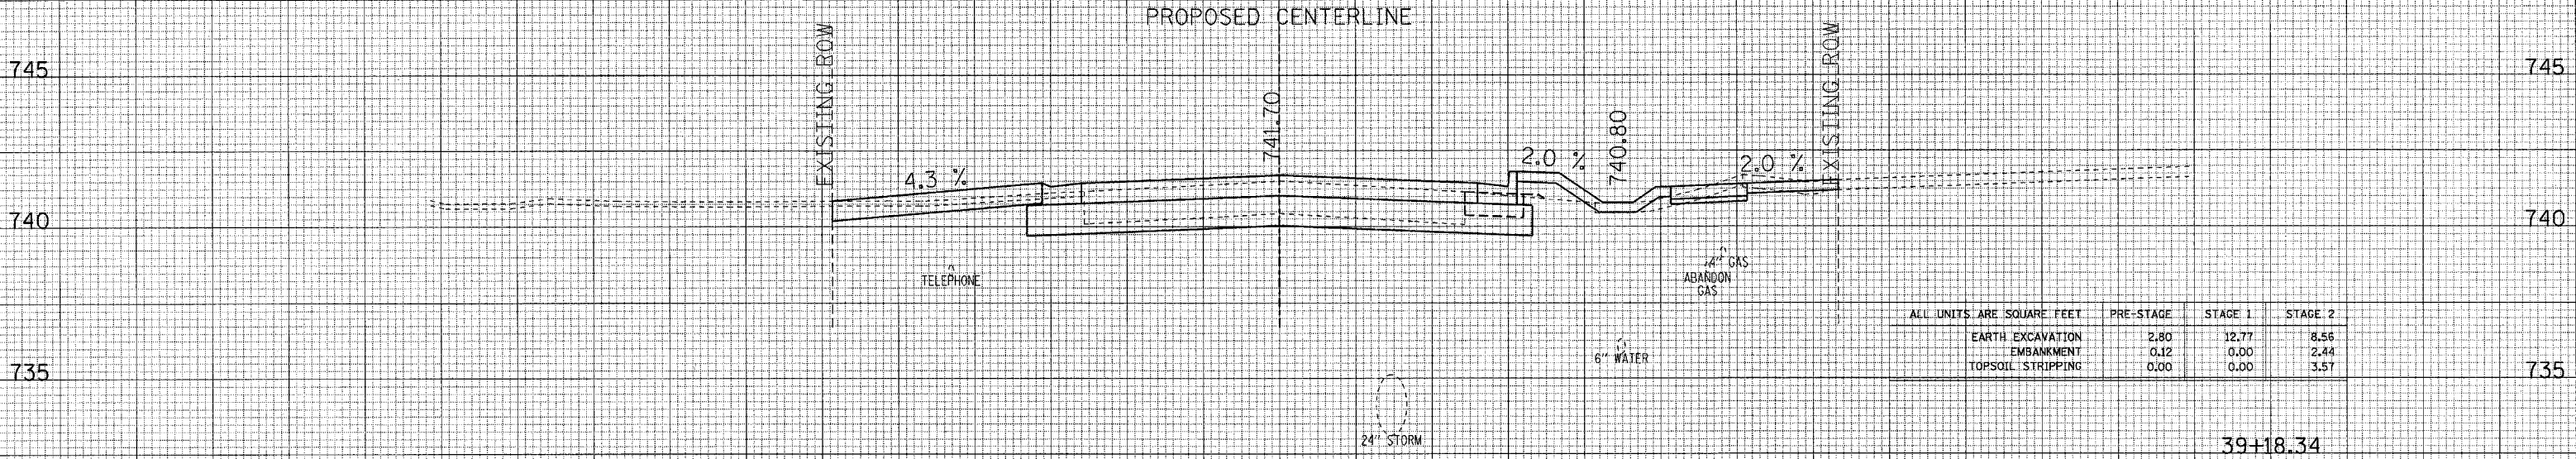 PROPOSED CENTERLINE
EXISTING ROW
EXISTING ROW
745
745
741.70
740.80
4.3 %
2.0 %
2.0 %
740
740
TELEPHONE
4" GAS
ABANDON
GAS
6" WATER
24" STORM
ALL UNITS ARE SQUARE FEET PRE-STAGE STAGE 1 STAGE 2
EARTH EXCAVATION 2.80 12.77 8.56
EMBANKMENT 0.12 0.00 2.44
TOPSOIL STRIPPING 0.00 0.00 3.57
735
735
39+18.34